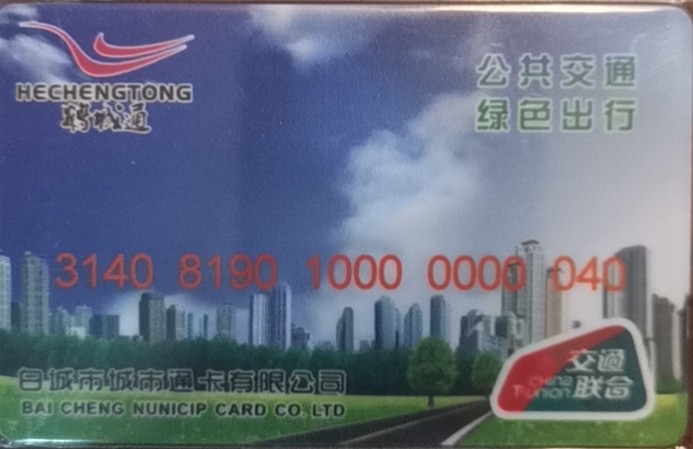 HECHENGTONG
鹤城通
公共交通
绿色出行
3140 8190 1000 0000 040
白城市城市通卡有限公司
BAI CHENG NUNICIP CARD CO. LTD
交通
China
T-union 联合